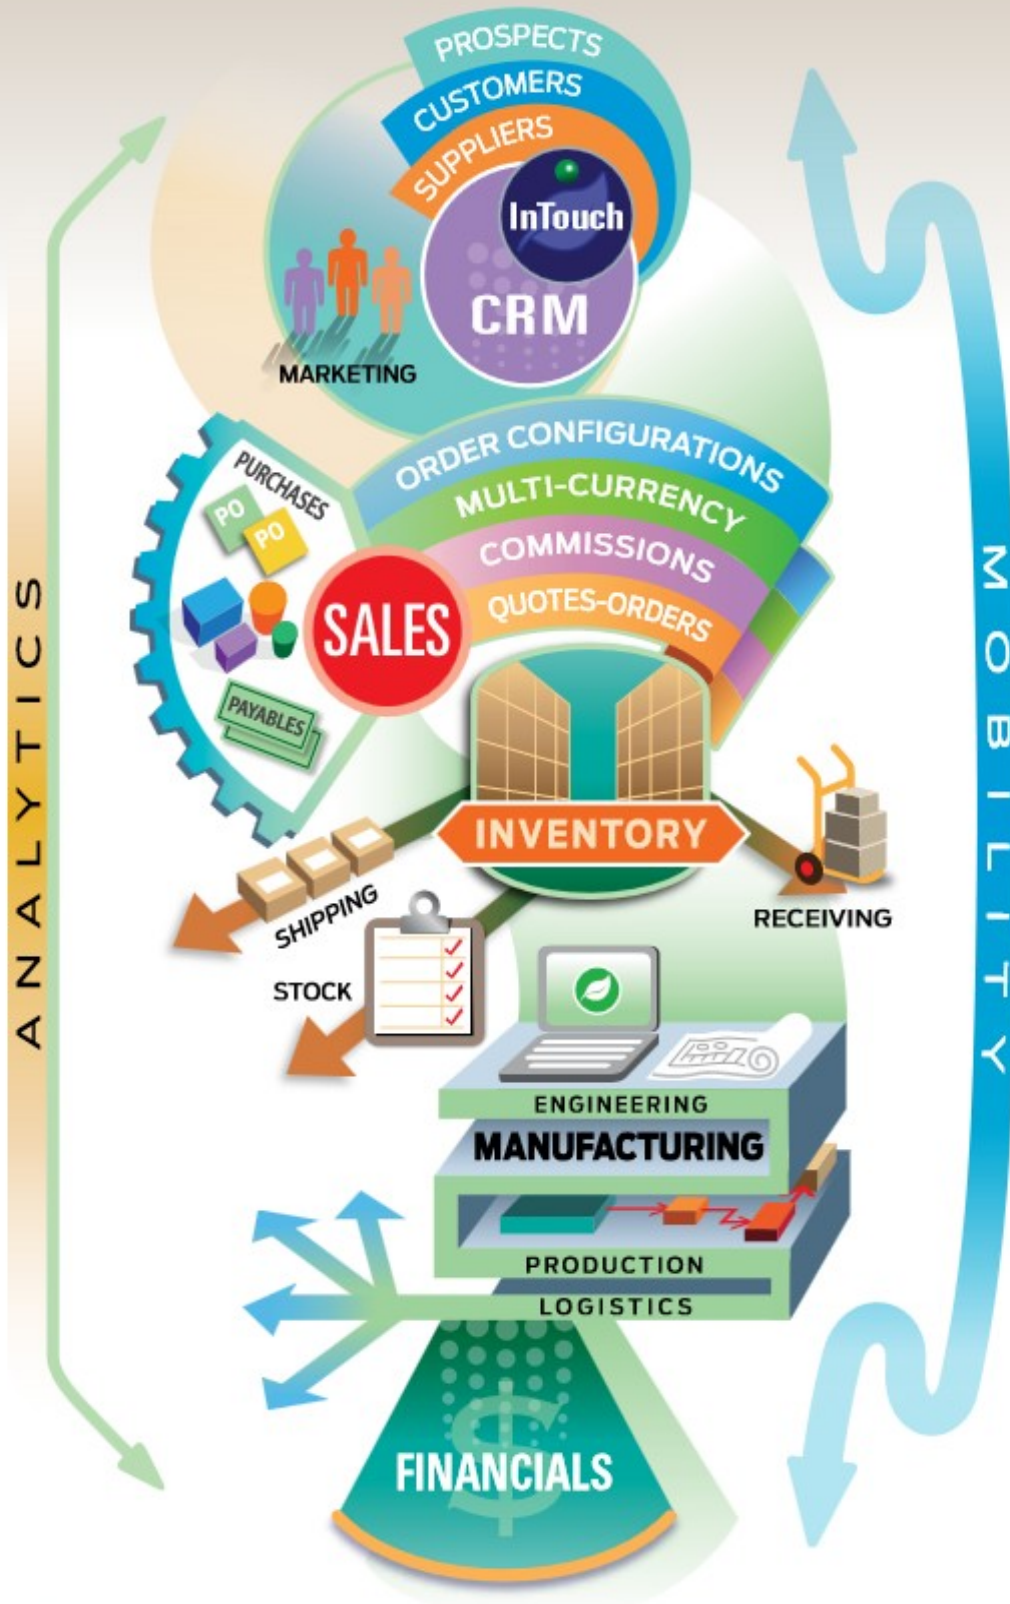 PROSPECTS
CUSTOMERS
SUPPLIERS
InTouch
CRM
MARKETING
ORDER CONFIGURATIONS
MULTI-CURRENCY
COMMISSIONS
QUOTES-ORDERS
PURCHASES
PO
PO
SALES
PAYABLES
INVENTORY
SHIPPING
RECEIVING
STOCK
ENGINEERING
MANUFACTURING
PRODUCTION
LOGISTICS
$
FINANCIALS
ANALYTICS
MOBILITY